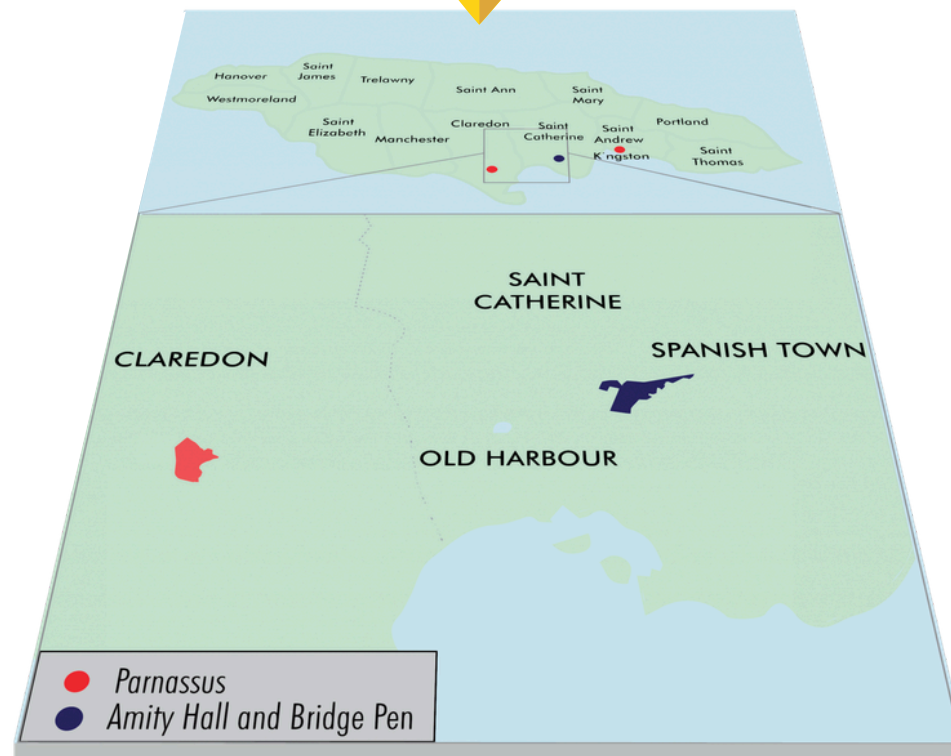 Hanover
Saint
James
Trelawny
Westmoreland
Saint Ann
Saint
Mary
Saint
Elizabeth
Manchester
Claredon
Saint
Catherine
Saint
Andrew
Portland
Kingston
Saint
Thomas
SAINT
CATHERINE
SPANISH TOWN
CLAREDON
OLD HARBOUR
Parnassus
Amity Hall and Bridge Pen